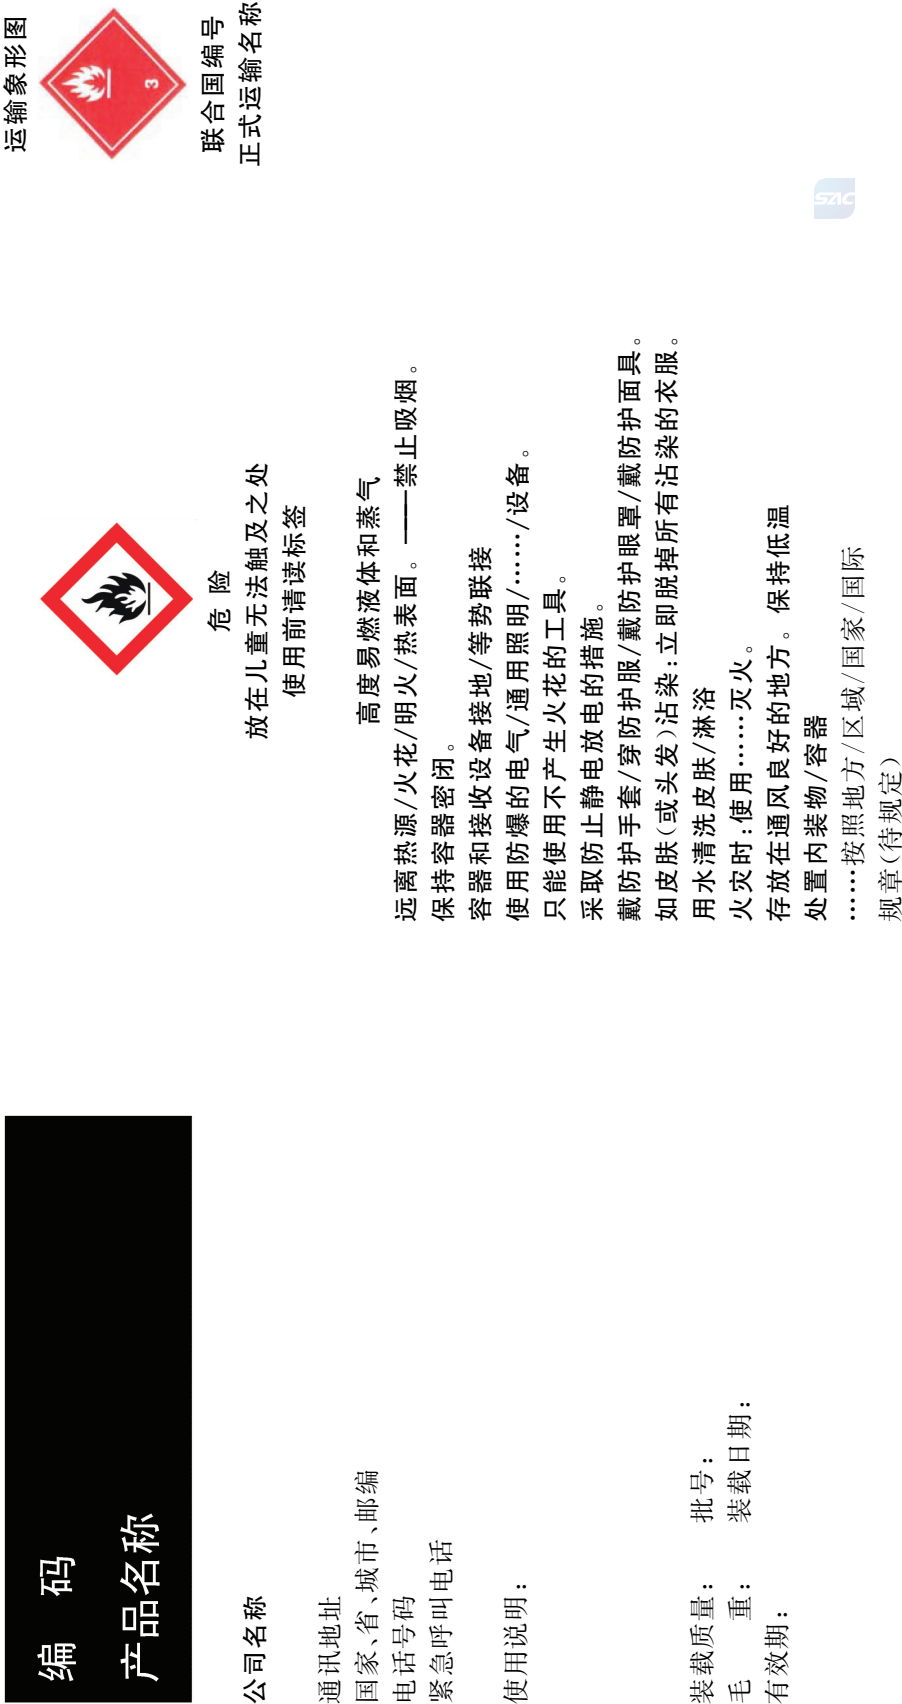 编 码
产品名称
公司名称
通讯地址
国家、省、城市、邮编
电话号码
紧急呼叫电话
使用说明：
装载质量： 批号：
毛 重： 装载日期：
有效期：
危 险
放在儿童无法触及之处
使用前请读标签
高度易燃液体和蒸气
远离热源/火花/明火/热表面。——禁止吸烟。
保持容器密闭。
容器和接收设备接地/等势联接
使用防爆的电气/通用照明/……/设备。
只能使用不产生火花的工具。
采取防止静电放电的措施。
戴防护手套/穿防护服/戴防护眼罩/戴防护面具。
如皮肤(或头发)沾染:立即脱掉所有沾染的衣服。
用水清洗皮肤/淋浴
火灾时:使用……灭火。
存放在通风良好的地方。保持低温
处置内装物/容器
……按照地方/区域/国家/国际
规章(待规定)
运输象形图
3
联合国编号
正式运输名称
SAC